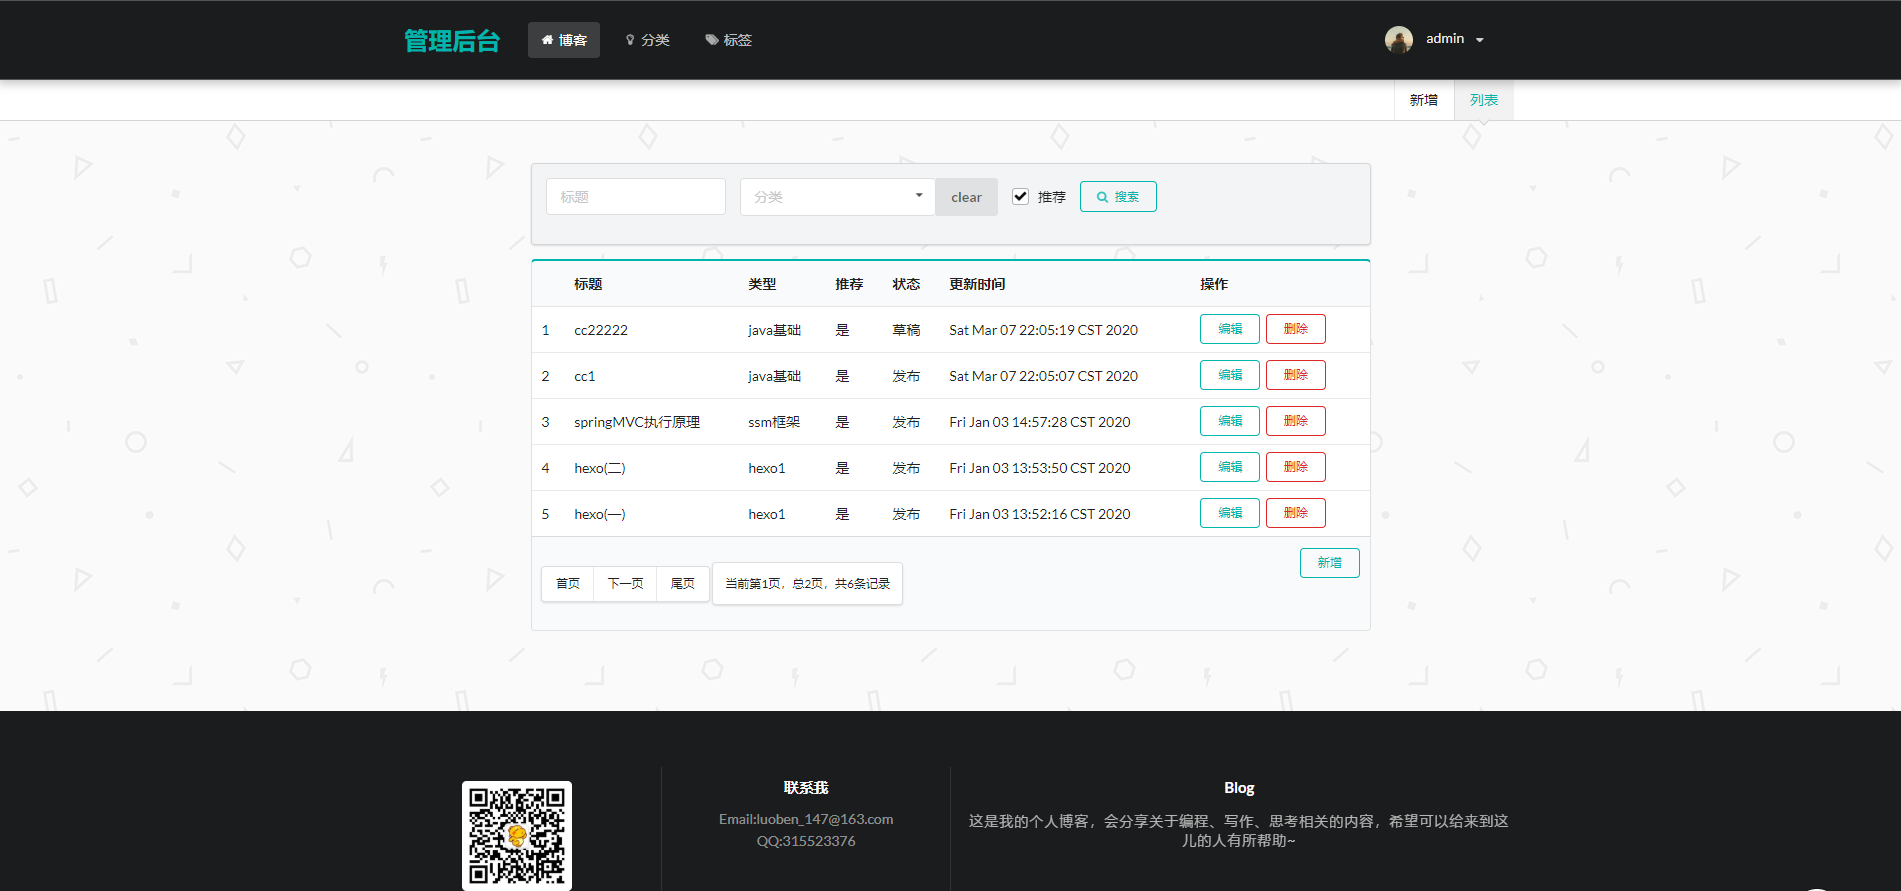 管理后台 博客 分类 标签 admin
新增 列表
标题 分类 clear 推荐 搜索
标题 类型 推荐 状态 更新时间 操作
1 cc22222 java基础 是 草稿 Sat Mar 07 22:05:19 CST 2020 编辑 删除
2 cc1 java基础 是 发布 Sat Mar 07 22:05:07 CST 2020 编辑 删除
3 springMVC执行原理 ssm框架 是 发布 Fri Jan 03 14:57:28 CST 2020 编辑 删除
4 hexo(二) hexo1 是 发布 Fri Jan 03 13:53:50 CST 2020 编辑 删除
5 hexo(一) hexo1 是 发布 Fri Jan 03 13:52:16 CST 2020 编辑 删除
新增
首页 下一页 尾页 当前第1页，总2页，共6条记录
联系我
Email:luoben_147@163.com
QQ:315523376
Blog
这是我的个人博客，会分享关于编程、写作、思考相关的内容，希望可以给来到这
儿的人有所帮助~